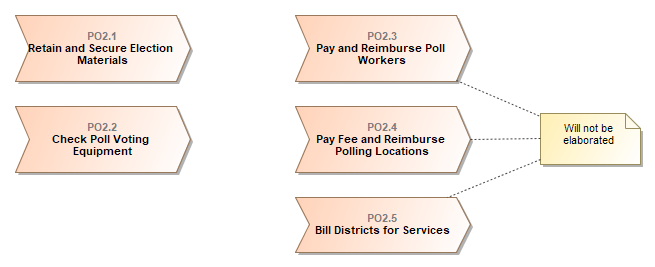 PO2.1
Retain and Secure Election
Materials
PO2.2
Check Poll Voting
Equipment
PO2.3
Pay and Reimburse Poll
Workers
PO2.4
Pay Fee and Reimburse
Polling Locations
PO2.5
Bill Districts for Services
Will not be
elaborated